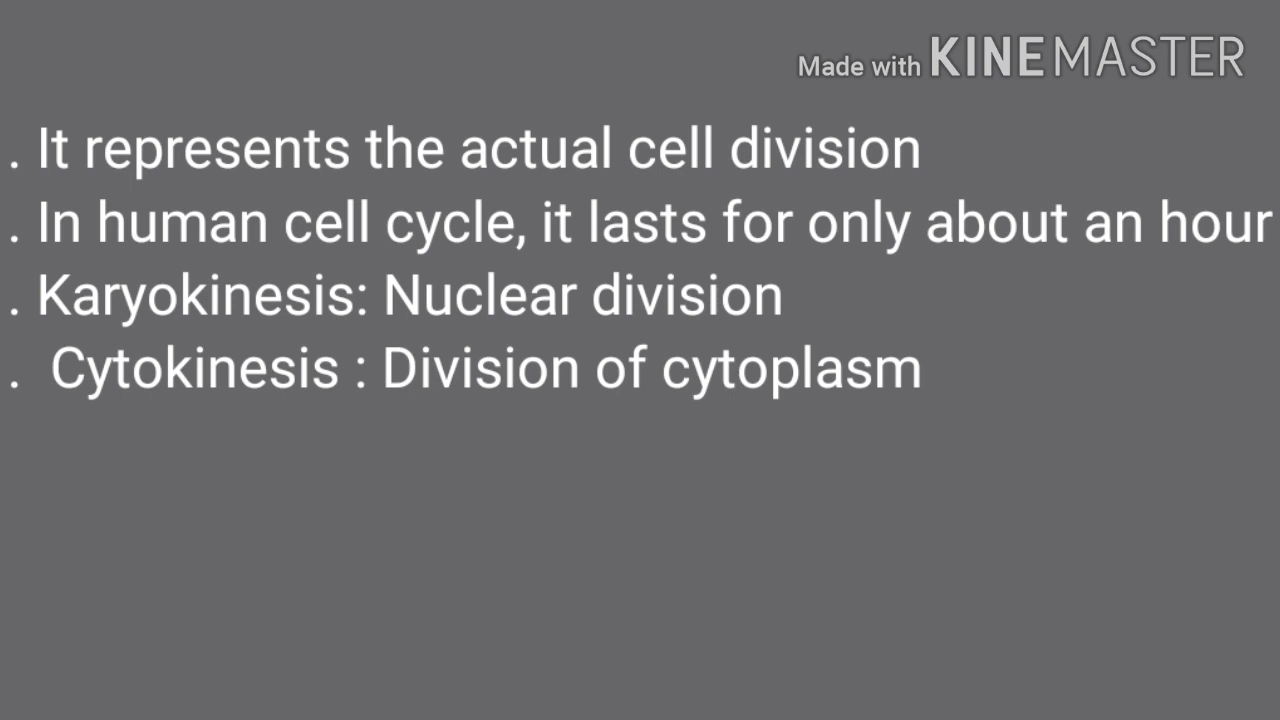 Made with KINEMASTER
. It represents the actual cell division
. In human cell cycle, it lasts for only about an hour
. Karyokinesis: Nuclear division
.  Cytokinesis : Division of cytoplasm